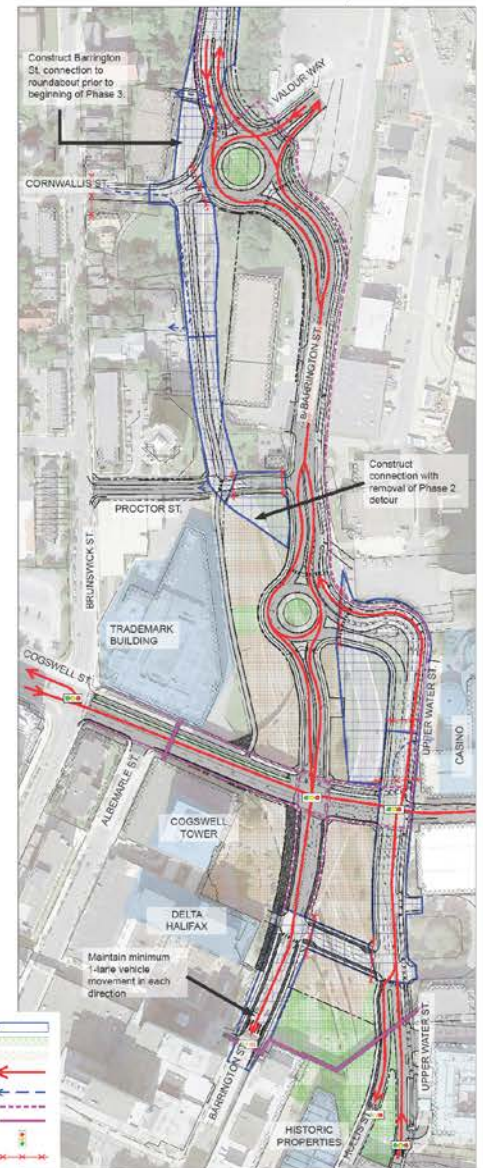 Construct Barrington
St. connection to
roundabout prior to
beginning of Phase 3.
VALOUR WAY
CORNWALLIS ST.
BARRINGTON ST.
Construct
connection with
removal of Phase 2
detour
PROCTOR ST.
BRUNSWICK ST.
TRADEMARK
BUILDING
COGSWELL ST.
UPPER WATER ST.
CASINO
ALBEMARLE ST.
COGSWELL
TOWER
DELTA
HALIFAX
Maintain minimum
1-lane vehicle
movement in each
direction
BARRINGTON ST.
UPPER WATER ST.
HOLLIS ST.
HISTORIC
PROPERTIES